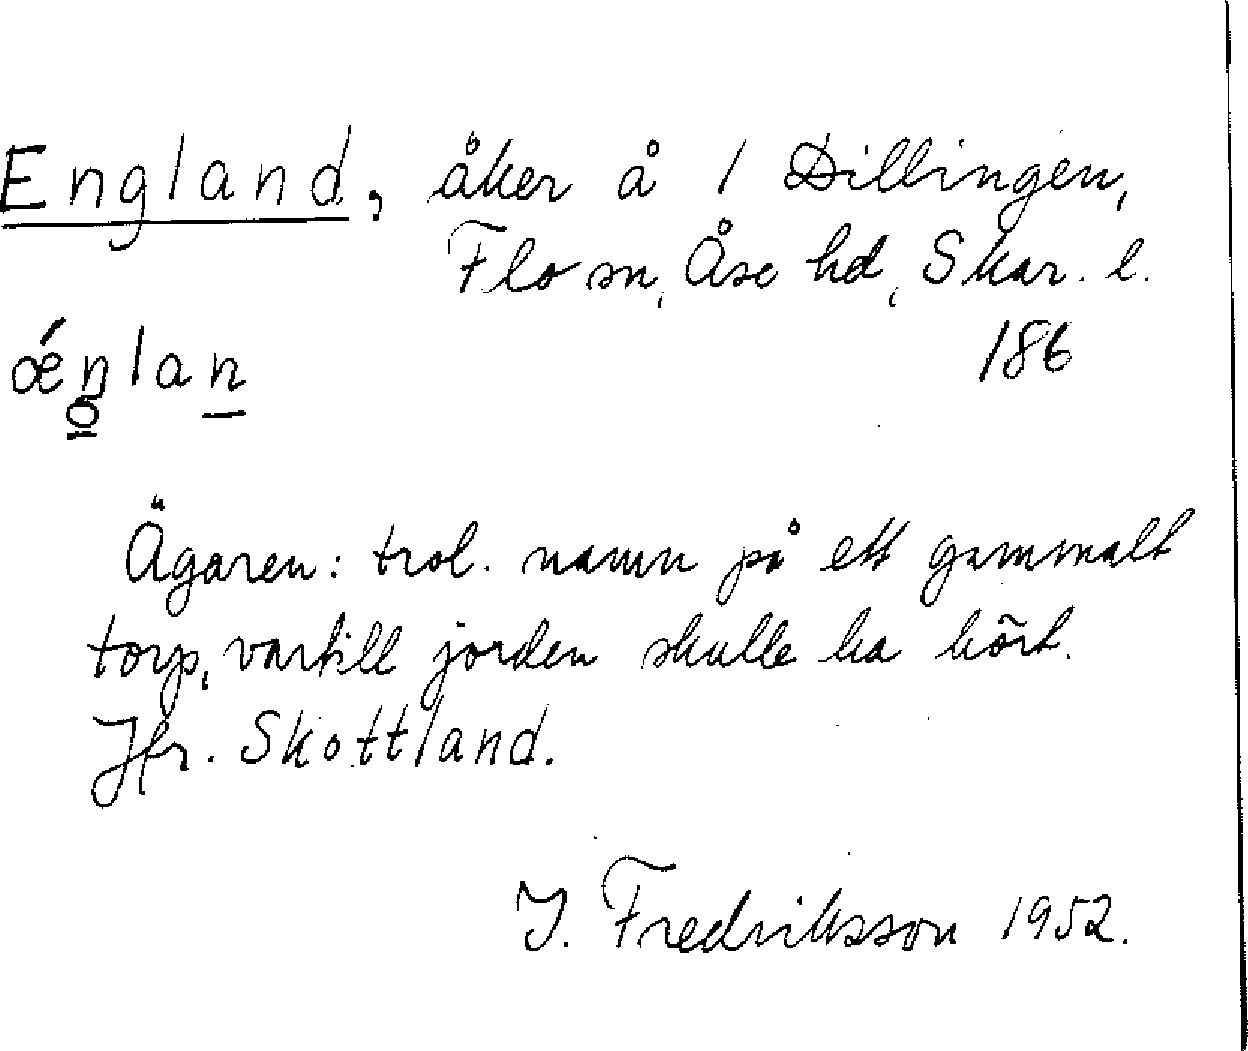 England, åker å 1 Dillingen,
Flo sn, Åse hd, Skar. l.
186
ǽnlan
Ägaren: trol. namn på ett gammalt
torp, vartill jorden skulle ha hört.
Jfr. Skottland.
I. Fredriksson 1952.